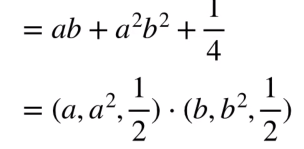 = ab + a²b² + 1/4
= (a, a², 1/2) · (b, b², 1/2)